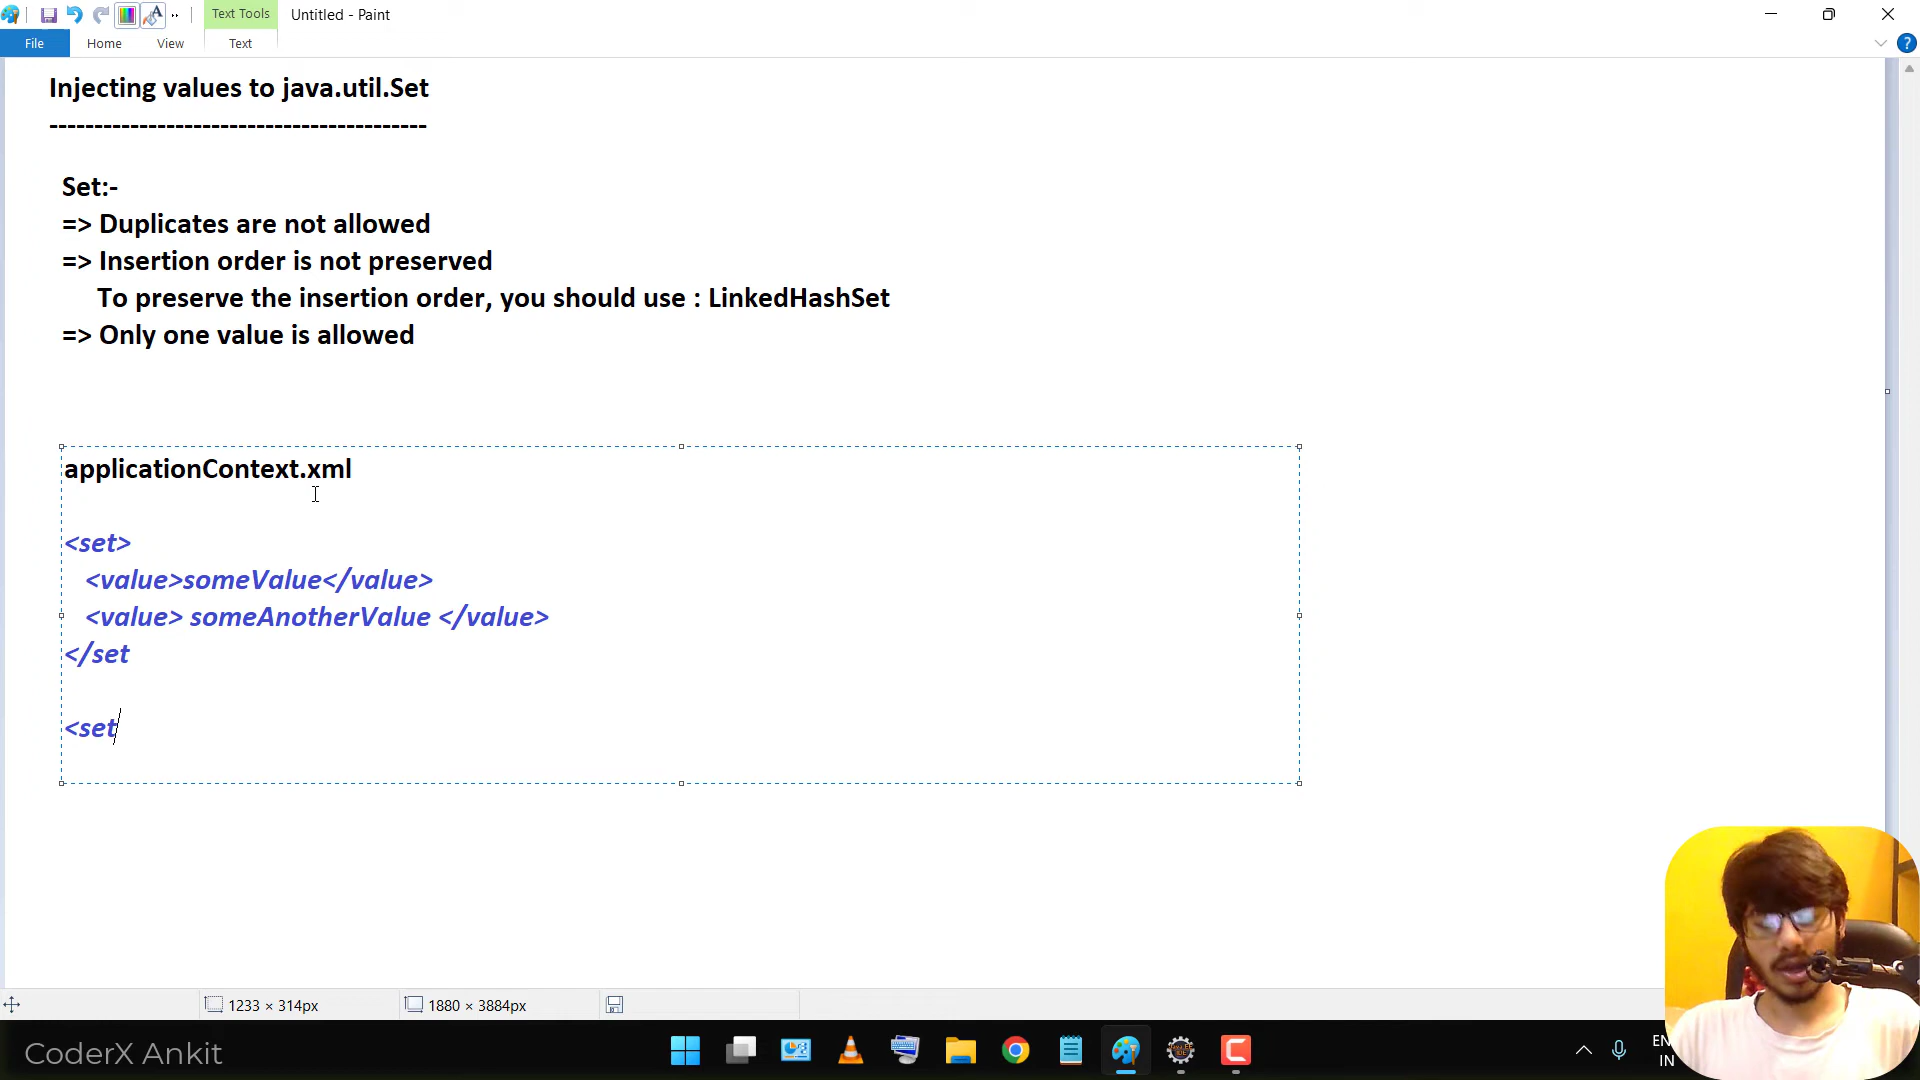 Text Tools
Untitled - Paint
File
Home
View
Text
Injecting values to java.util.Set
------------------------------------------
Set:-
=> Duplicates are not allowed
=> Insertion order is not preserved
To preserve the insertion order, you should use : LinkedHashSet
=> Only one value is allowed
applicationContext.xml
<set>
<value>someValue</value>
<value> someAnotherValue </value>
</set
<set
1233 × 314px
1880 × 3884px
CoderX Ankit
IN